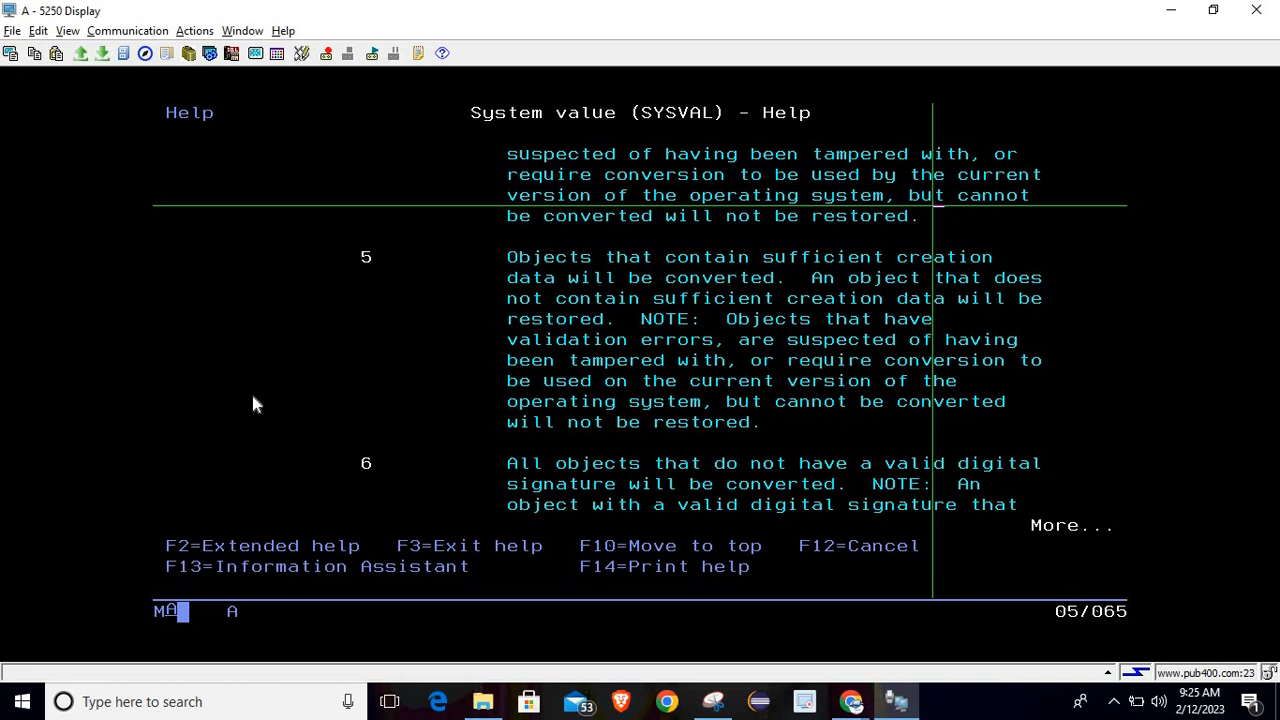 A - 5250 Display
File Edit View Communication Actions Window Help
Help System value (SYSVAL) - Help
suspected of having been tampered with, or
require conversion to be used by the current
version of the operating system, but cannot
be converted will not be restored.
5 Objects that contain sufficient creation
data will be converted. An object that does
not contain sufficient creation data will be
restored. NOTE: Objects that have
validation errors, are suspected of having
been tampered with, or require conversion to
be used on the current version of the
operating system, but cannot be converted
will not be restored.
6 All objects that do not have a valid digital
signature will be converted. NOTE: An
object with a valid digital signature that
More...
F2=Extended help F3=Exit help F10=Move to top F12=Cancel
F13=Information Assistant F14=Print help
MA A 05/065
www.pub400.com:23
Type here to search 53 9:25 AM
2/12/2023 1